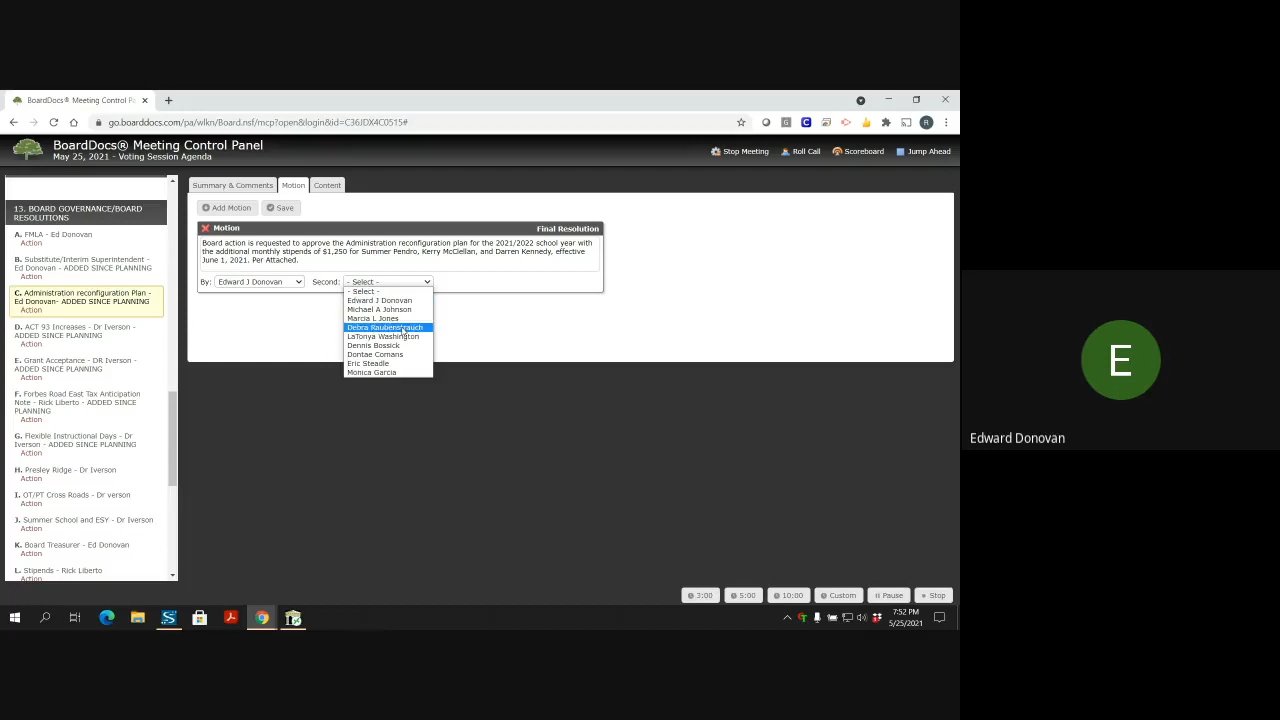 BoardDocs® Meeting Control Pa
go.boarddocs.com/pa/wlkn/Board.nsf/mcp?open&login&id=C36JDX4C0515#
BoardDocs® Meeting Control Panel
May 25, 2021 - Voting Session Agenda
Stop Meeting
Roll Call
Scoreboard
Jump Ahead
13. BOARD GOVERNANCE/BOARD
RESOLUTIONS
A. FMLA - Ed Donovan
Action
B. Substitute/Interim Superintendent -
Ed Donovan - ADDED SINCE PLANNING
Action
C. Administration reconfiguration Plan -
Ed Donovan- ADDED SINCE PLANNING
Action
D. ACT 93 Increases - Dr Iverson -
ADDED SINCE PLANNING
Action
E. Grant Acceptance - DR Iverson -
ADDED SINCE PLANNING
Action
F. Forbes Road East Tax Anticipation
Note - Rick Liberto - ADDED SINCE
PLANNING
Action
G. Flexible Instructional Days - Dr
Iverson - ADDED SINCE PLANNING
Action
H. Presley Ridge - Dr Iverson
Action
I. OT/PT Cross Roads - Dr verson
Action
J. Summer School and ESY - Dr Iverson
Action
K. Board Treasurer - Ed Donovan
Action
L. Stipends - Rick Liberto
Action
Summary & Comments
Motion
Content
Add Motion
Save
Motion
Final Resolution
Board action is requested to approve the Administration reconfiguration plan for the 2021/2022 school year with
the additional monthly stipends of $1,250 for Summer Pendro, Kerry McClellan, and Darren Kennedy, effective
June 1, 2021. Per Attached.
By:
Edward J Donovan
Second:
- Select -
- Select -
Edward J Donovan
Michael A Johnson
Marcia L Jones
Debra Raubenstrauch
LaTonya Washington
Dennis Bossick
Dontae Comans
Eric Steadle
Monica Garcia
3:00
5:00
10:00
Custom
Pause
Stop
7:52 PM
5/25/2021
E
Edward Donovan